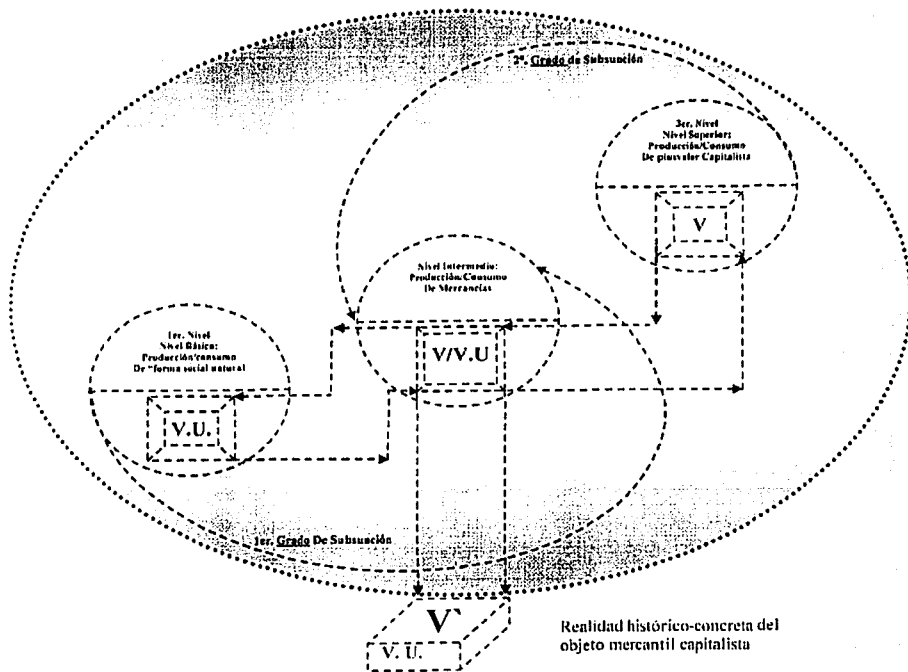 2º. Grado de Subsunción
3er. Nivel
Nivel Superior:
Producción/Consumo
De plusvalor Capitalista
V
Nivel Intermedio:
Producción/Consumo
De Mercancías
V/V.U
1er. Nivel
Nivel Básico:
Producción/consumo
De "forma social natural
V.U.
1er. Grado De Subsunción
V`
V. U.
Realidad histórico-concreta del
objeto mercantil capitalista